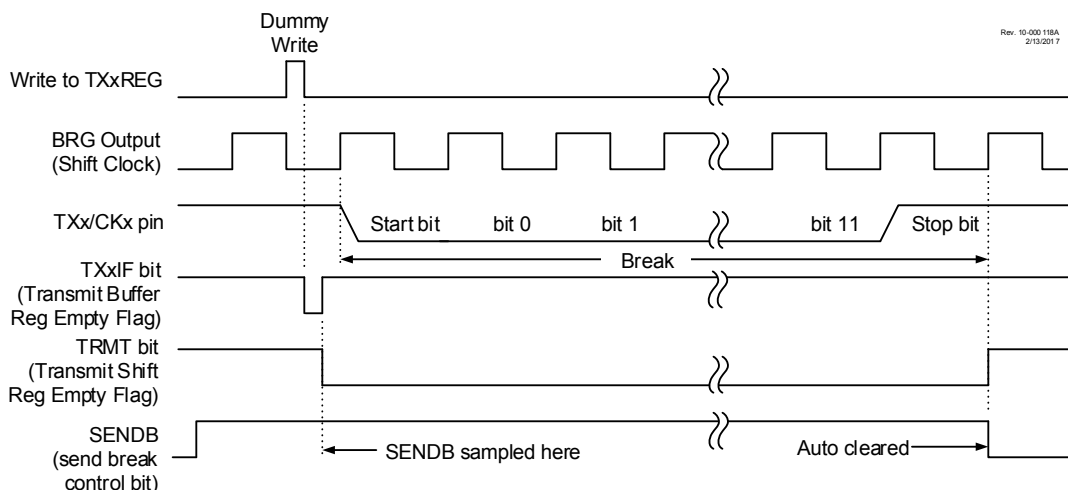 Dummy
Write
Rev. 10-000 118A
2/13/201 7
Write to TXxREG
BRG Output
(Shift Clock)
TXx/CKx pin
Start bit
bit 0
bit 1
bit 11
Stop bit
Break
TXxIF bit
(Transmit Buffer
Reg Empty Flag)
TRMT bit
(Transmit Shift
Reg Empty Flag)
SENDB
(send break
control bit)
SENDB sampled here
Auto cleared